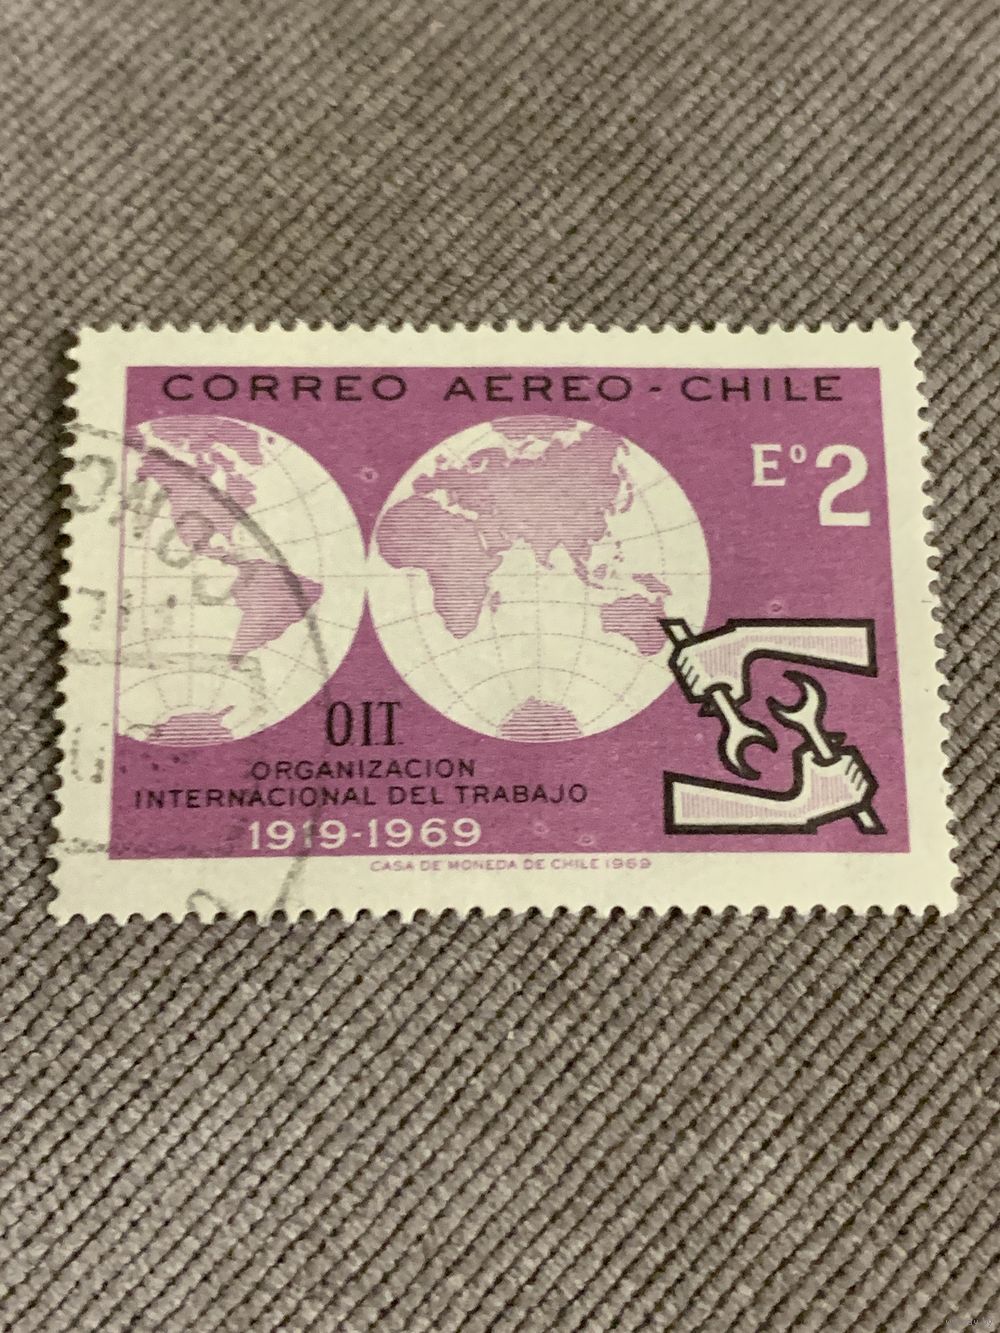 CORREO AEREO - CHILE
Eº2
O.I.T.
ORGANIZACION
INTERNACIONAL DEL TRABAJO
1919-1969
CASA DE MONEDA DE CHILE 1969